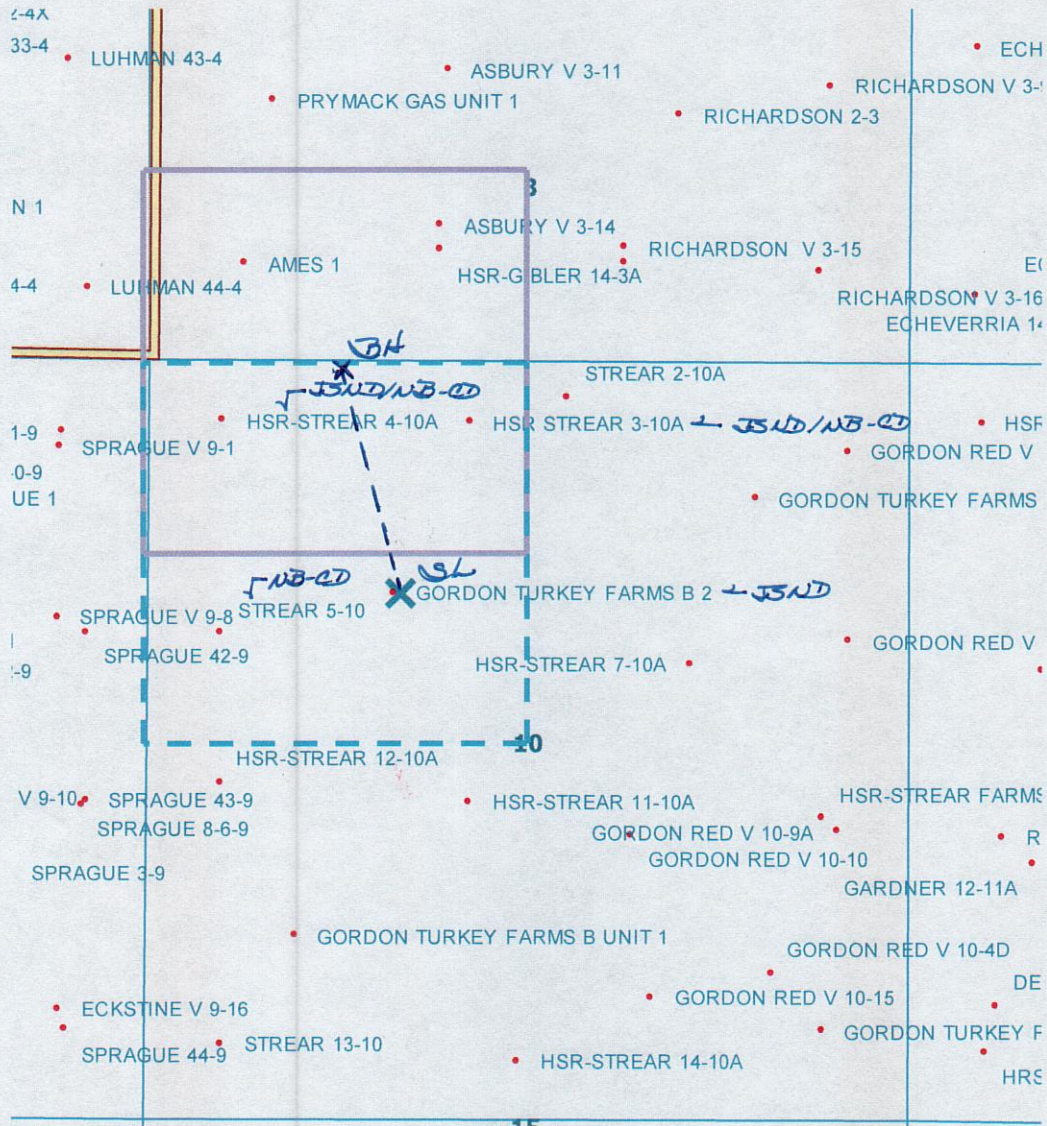 2-4X
33-4
LUHMAN 43-4
ASBURY V 3-11
ECH
PRYMACK GAS UNIT 1
RICHARDSON V 3-
RICHARDSON 2-3
3
N 1
ASBURY V 3-14
RICHARDSON V 3-15
AMES 1
HSR-GIBLER 14-3A
4-4
LUHMAN 44-4
RICHARDSON V 3-16
ECHEVERRIA 14
BH
STREAR 2-10A
JSND/NB-CD
1-9
HSR-STREAR 4-10A
HSR STREAR 3-10A
JSND/NB-CD
HSR
SPRAGUE V 9-1
GORDON RED V
0-9
UE 1
GORDON TURKEY FARMS
NB-CD
SL
GORDON TURKEY FARMS B 2
JSND
STREAR 5-10
SPRAGUE V 9-8
SPRAGUE 42-9
GORDON RED V
-9
HSR-STREAR 7-10A
10
HSR-STREAR 12-10A
V 9-10
SPRAGUE 43-9
HSR-STREAR 11-10A
HSR-STREAR FARMS
SPRAGUE 8-6-9
GORDON RED V 10-9A
R
GORDON RED V 10-10
SPRAGUE 3-9
GARDNER 12-11A
GORDON TURKEY FARMS B UNIT 1
GORDON RED V 10-4D
DE
GORDON RED V 10-15
ECKSTINE V 9-16
GORDON TURKEY F
SPRAGUE 44-9
STREAR 13-10
HSR-STREAR 14-10A
HRS
15